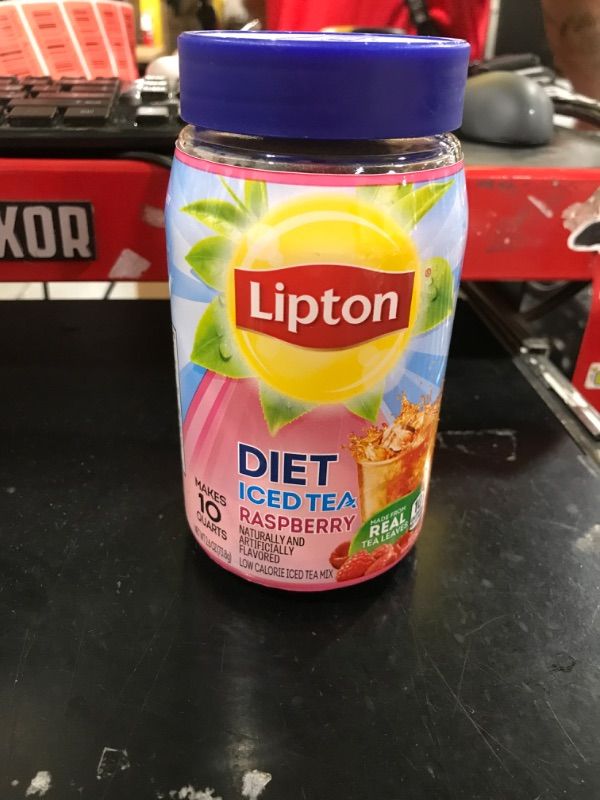 KOR
Lipton
®
DIET
ICED TEA
RASPBERRY
NATURALLY AND
ARTIFICIALLY
FLAVORED
LOW CALORIE ICED TEA MIX
MAKES
10
QUARTS
MADE FROM
REAL
TEA LEAVES